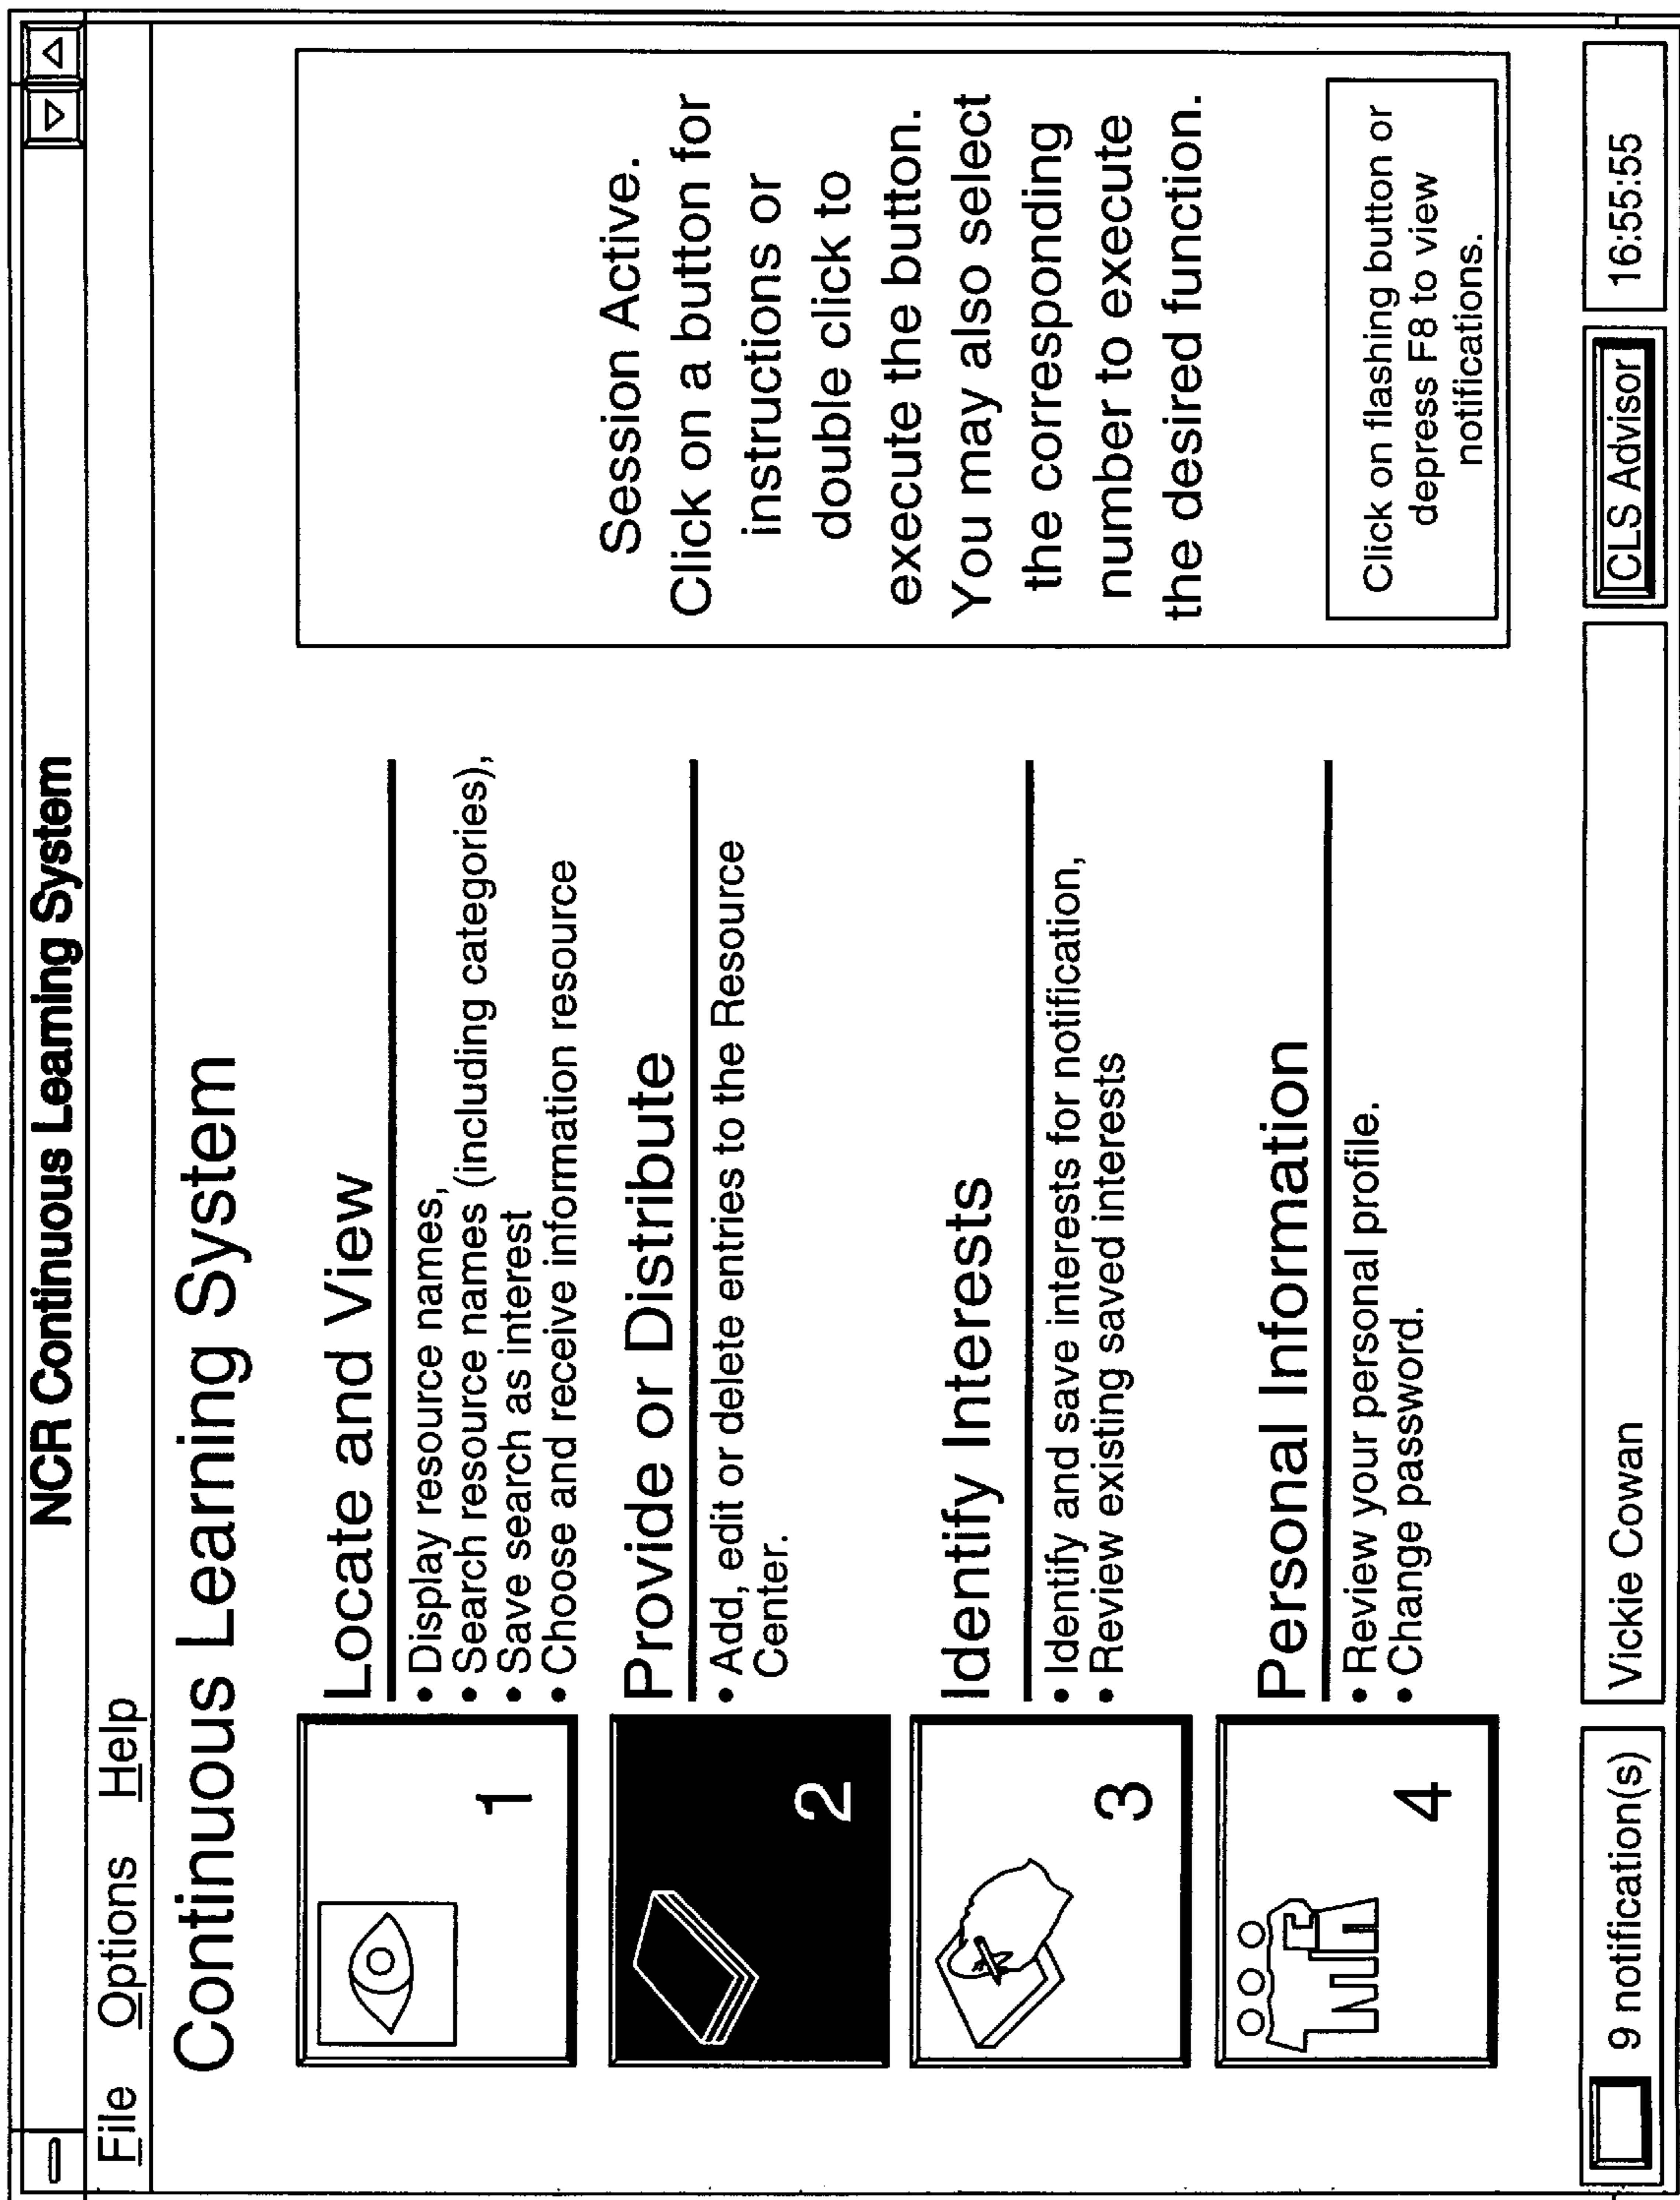 NCR Continuous Learning System
File Options Help
Continuous Learning System
1
Locate and View
• Display resource names,
• Search resource names (including categories),
• Save search as interest
• Choose and receive information resource
2
Provide or Distribute
• Add, edit or delete entries to the Resource
Center.
3
Identify Interests
• Identify and save interests for notification,
• Review existing saved interests
4
Personal Information
• Review your personal profile.
• Change password.
Session Active.
Click on a button for
instructions or
double click to
execute the button.
You may also select
the corresponding
number to execute
the desired function.
Click on flashing button or
depress F8 to view
notifications.
9 notification(s)
Vickie Cowan
CLS Advisor
16:55:55